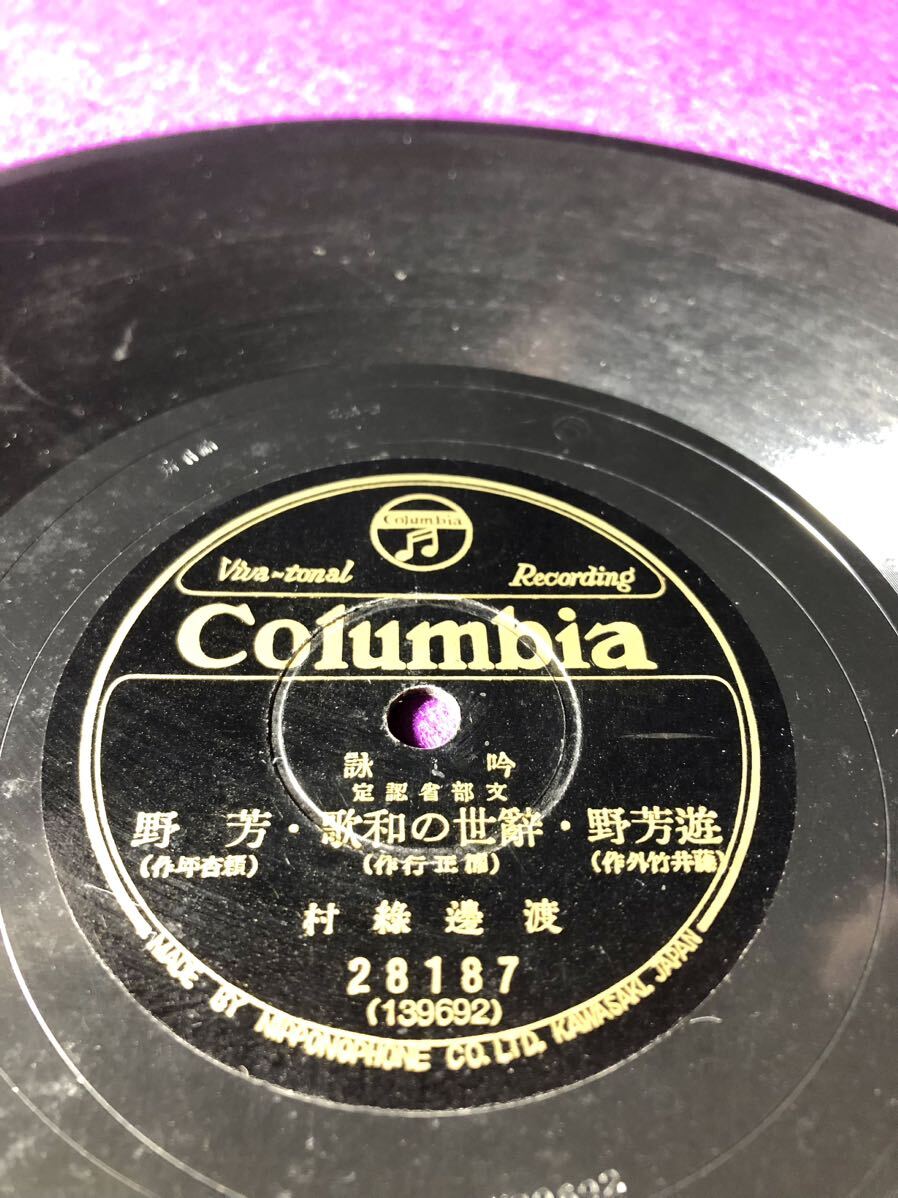 Columbia
Viva-tonal Recording
Columbia
詠 吟
定認省部文
野芳・歌和の世辭・野芳遊
(作坪杏頼) (作行正楠) (作外竹井藤)
村綠邊渡
28187
(139692)
MADE BY NIPPONOPHONE CO. LTD. KAWASAKI, JAPAN